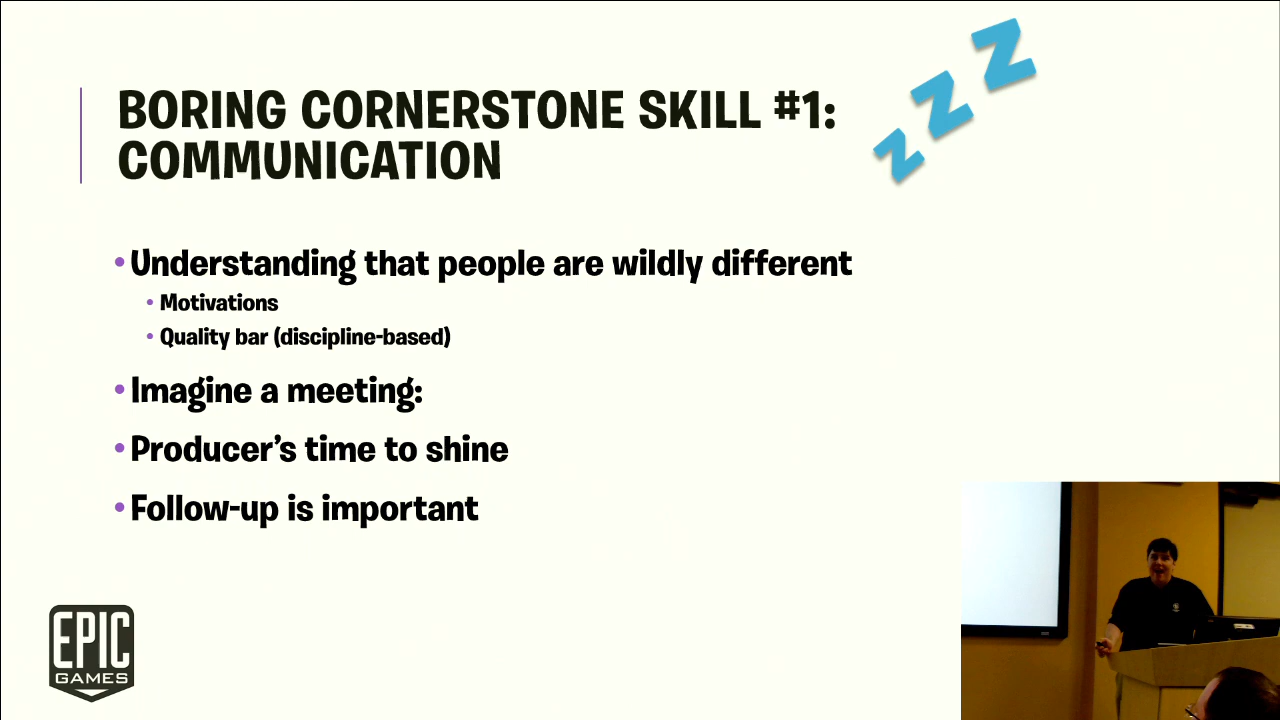 BORING CORNERSTONE SKILL #1:
COMMUNICATION
z Z Z
• Understanding that people are wildly different
• Motivations
• Quality bar (discipline-based)
• Imagine a meeting:
• Producer's time to shine
• Follow-up is important
EPIC
GAMES